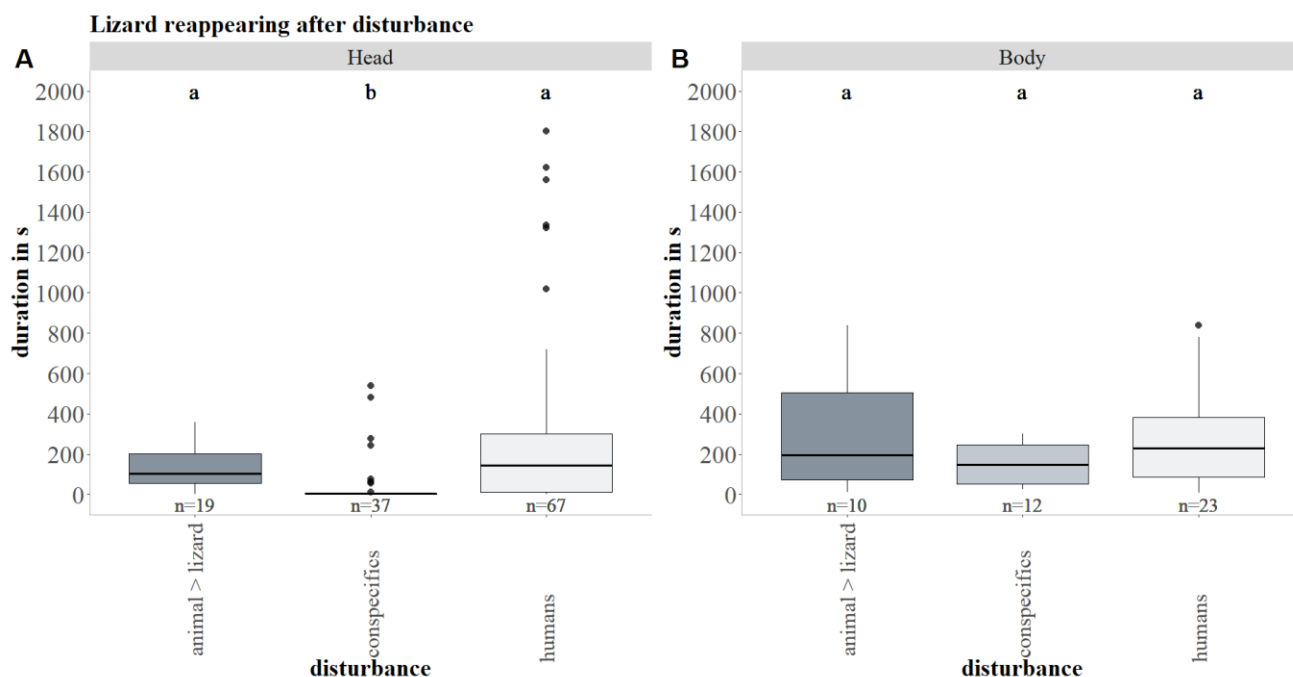 Lizard reappearing after disturbance
A
Head
a b a
2000
1800
1600
1400
1200
1000
800
600
400
200
0
duration in s
n=19 n=37 n=67
animal > lizard
conspecifics
humans
disturbance
B
Body
a a a
2000
1800
1600
1400
1200
1000
800
600
400
200
0
duration in s
n=10 n=12 n=23
animal > lizard
conspecifics
humans
disturbance